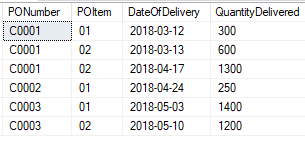 PONumber POItem DateOfDelivery QuantityDelivered
C0001 01 2018-03-12 300
C0001 02 2018-03-13 600
C0001 02 2018-04-17 1300
C0002 01 2018-04-24 250
C0003 01 2018-05-03 1400
C0003 02 2018-05-10 1200